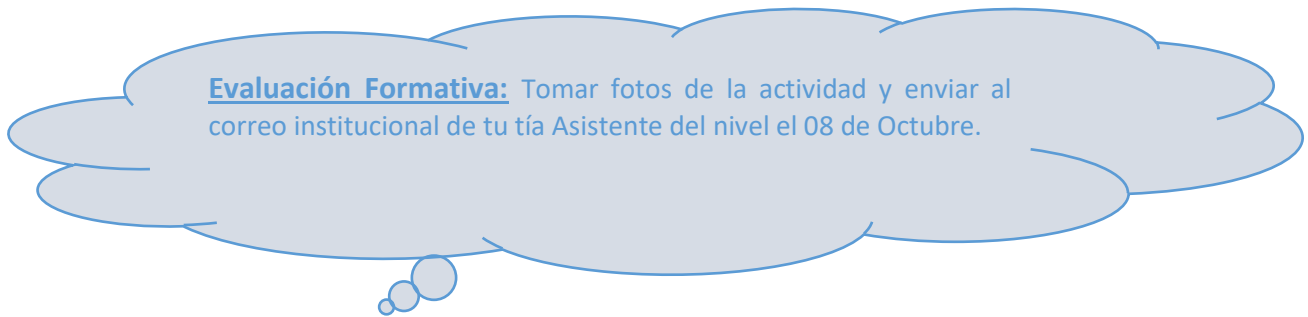 Evaluación Formativa: Tomar fotos de la actividad y enviar al
correo institucional de tu tía Asistente del nivel el 08 de Octubre.